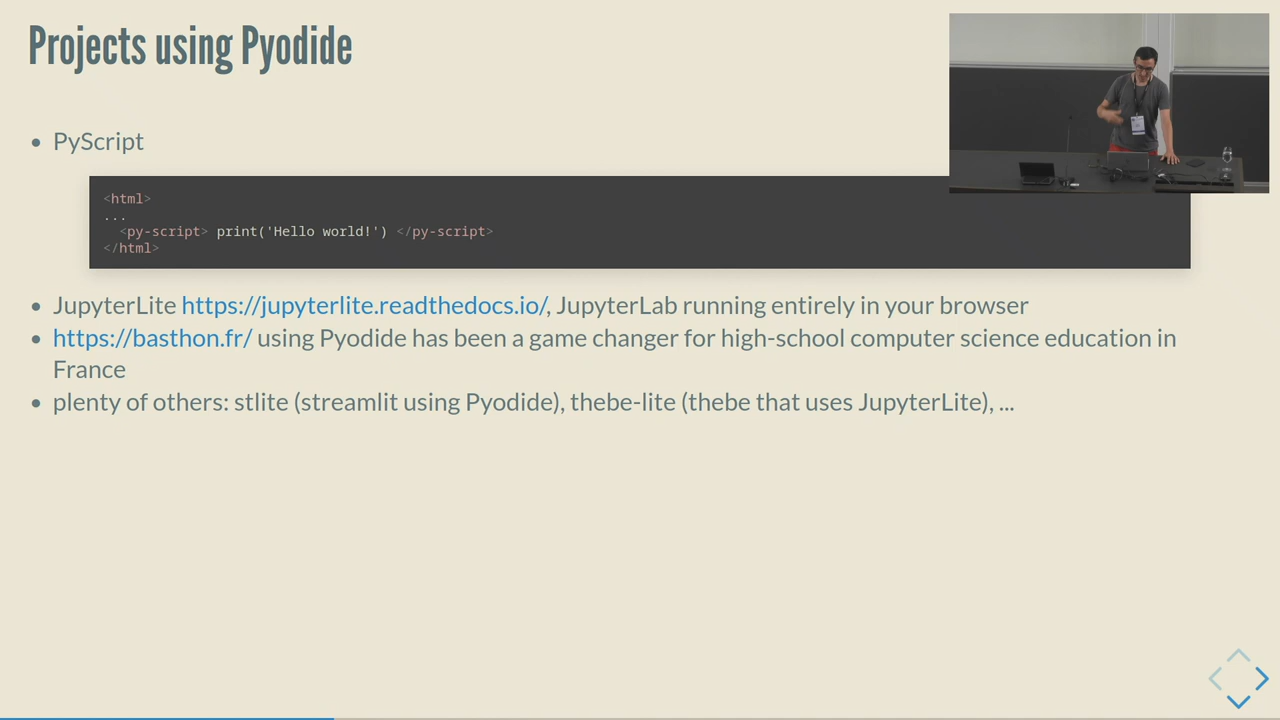 Projects using Pyodide
• PyScript
<html>
...
<py-script> print('Hello world!') </py-script>
</html>
• JupyterLite https://jupyterlite.readthedocs.io/, JupyterLab running entirely in your browser
• https://basthon.fr/ using Pyodide has been a game changer for high-school computer science education in
France
• plenty of others: stlite (streamlit using Pyodide), thebe-lite (thebe that uses JupyterLite), ...